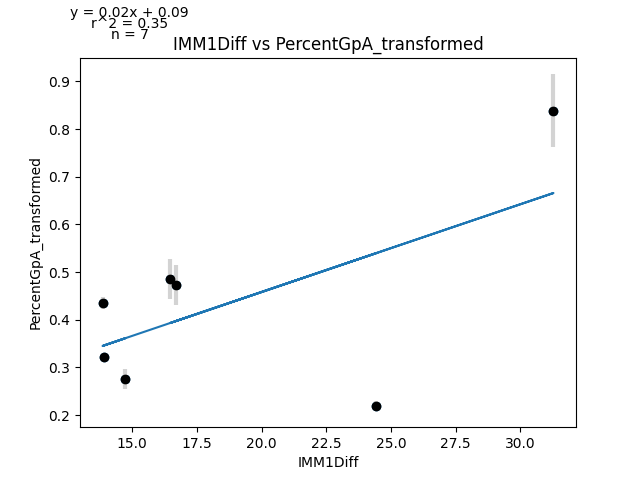 y = 0.02x + 0.09
r^2 = 0.35
n = 7
IMM1Diff vs PercentGpA_transformed
0.9
0.8
0.7
0.6
0.5
0.4
0.3
0.2
PercentGpA_transformed
15.0 17.5 20.0 22.5 25.0 27.5 30.0
IMM1Diff